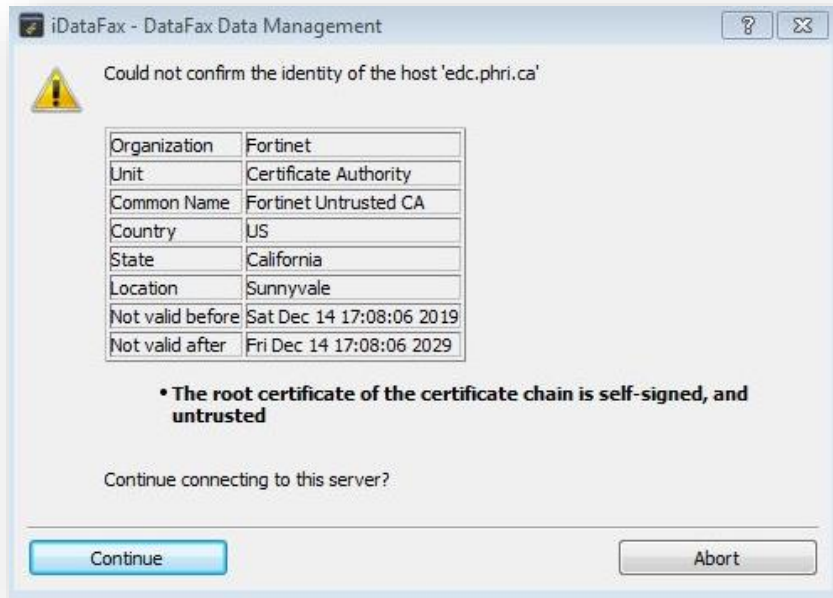 iDataFax - DataFax Data Management
Could not confirm the identity of the host 'edc.phri.ca'
Organization Fortinet
Unit Certificate Authority
Common Name Fortinet Untrusted CA
Country US
State California
Location Sunnyvale
Not valid before Sat Dec 14 17:08:06 2019
Not valid after Fri Dec 14 17:08:06 2029
• The root certificate of the certificate chain is self-signed, and
untrusted
Continue connecting to this server?
Continue Abort